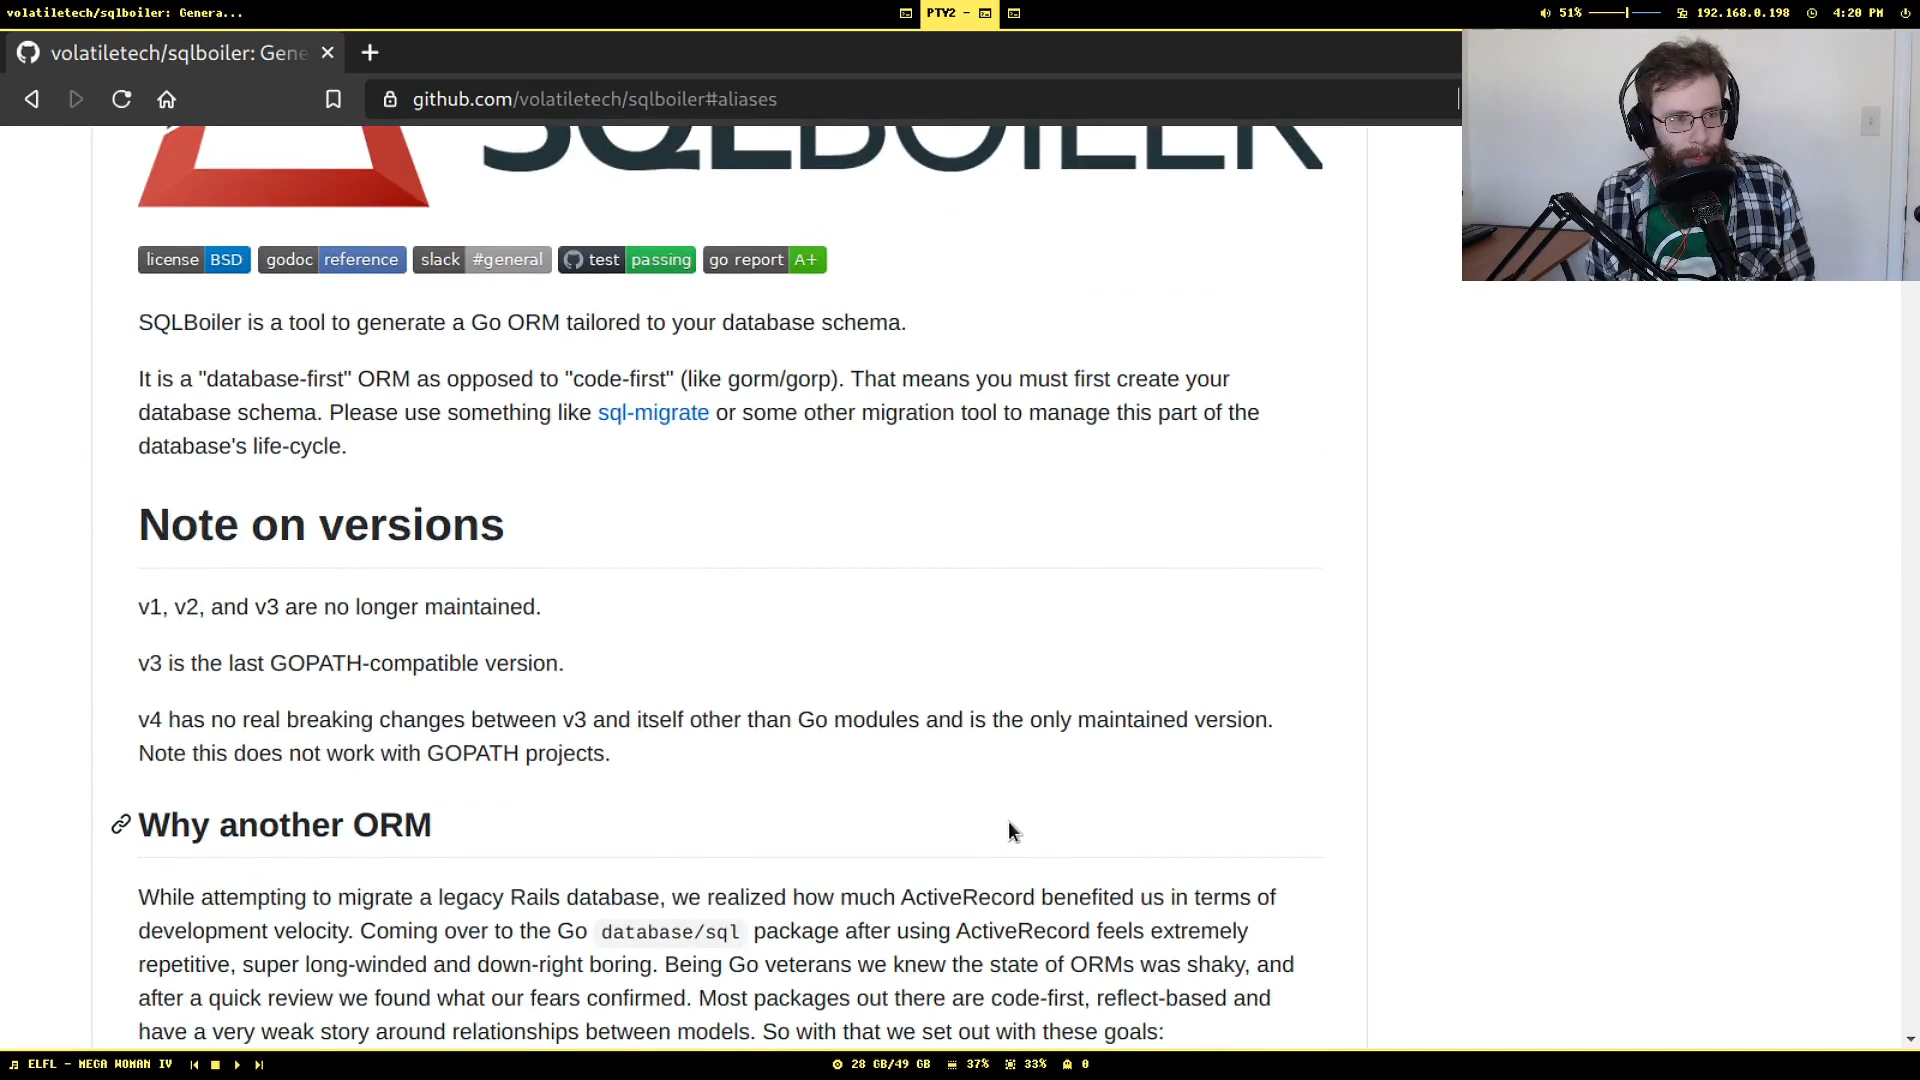 volatiletech/sqlboiler: Genera...
PTY2 -
51%
192.168.0.198
4:20 PM
volatiletech/sqlboiler: Gene
github.com/volatiletech/sqlboiler#aliases
SQLBOILER
license BSD
godoc reference
slack #general
test passing
go report A+
SQLBoiler is a tool to generate a Go ORM tailored to your database schema.
It is a "database-first" ORM as opposed to "code-first" (like gorm/gorp). That means you must first create your
database schema. Please use something like sql-migrate or some other migration tool to manage this part of the
database's life-cycle.
Note on versions
v1, v2, and v3 are no longer maintained.
v3 is the last GOPATH-compatible version.
v4 has no real breaking changes between v3 and itself other than Go modules and is the only maintained version.
Note this does not work with GOPATH projects.
Why another ORM
While attempting to migrate a legacy Rails database, we realized how much ActiveRecord benefited us in terms of
development velocity. Coming over to the Go database/sql package after using ActiveRecord feels extremely
repetitive, super long-winded and down-right boring. Being Go veterans we knew the state of ORMs was shaky, and
after a quick review we found what our fears confirmed. Most packages out there are code-first, reflect-based and
have a very weak story around relationships between models. So with that we set out with these goals:
ELFL - MEGA WOMAN IV
28 GB/49 GB
37%
33%
0